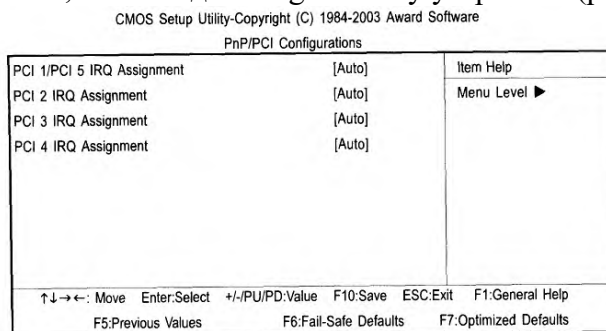 CMOS Setup Utility-Copyright (C) 1984-2003 Award Software
PnP/PCI Configurations
PCI 1/PCI 5 IRQ Assignment [Auto] Item Help
PCI 2 IRQ Assignment [Auto] Menu Level ▶
PCI 3 IRQ Assignment [Auto]
PCI 4 IRQ Assignment [Auto]
↑↓→←: Move Enter:Select +/-/PU/PD:Value F10:Save ESC:Exit F1:General Help
F5:Previous Values F6:Fail-Safe Defaults F7:Optimized Defaults